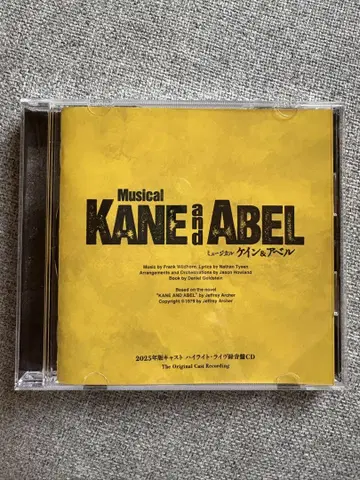 Musical
KANE and ABEL
ミュージカル ケイン&アベル
Music by Frank Wildhorn, Lyrics by Nathan Tysen
Arrangements and Orchestrations by Jason Howland
Book by Daniel Goldstein
Based on the novel
"KANE AND ABEL" by Jeffrey Archer
Copyright © 1979 by Jeffrey Archer
2025年版キャスト ハイライト・ライヴ録音盤CD
The Original Cast Recording